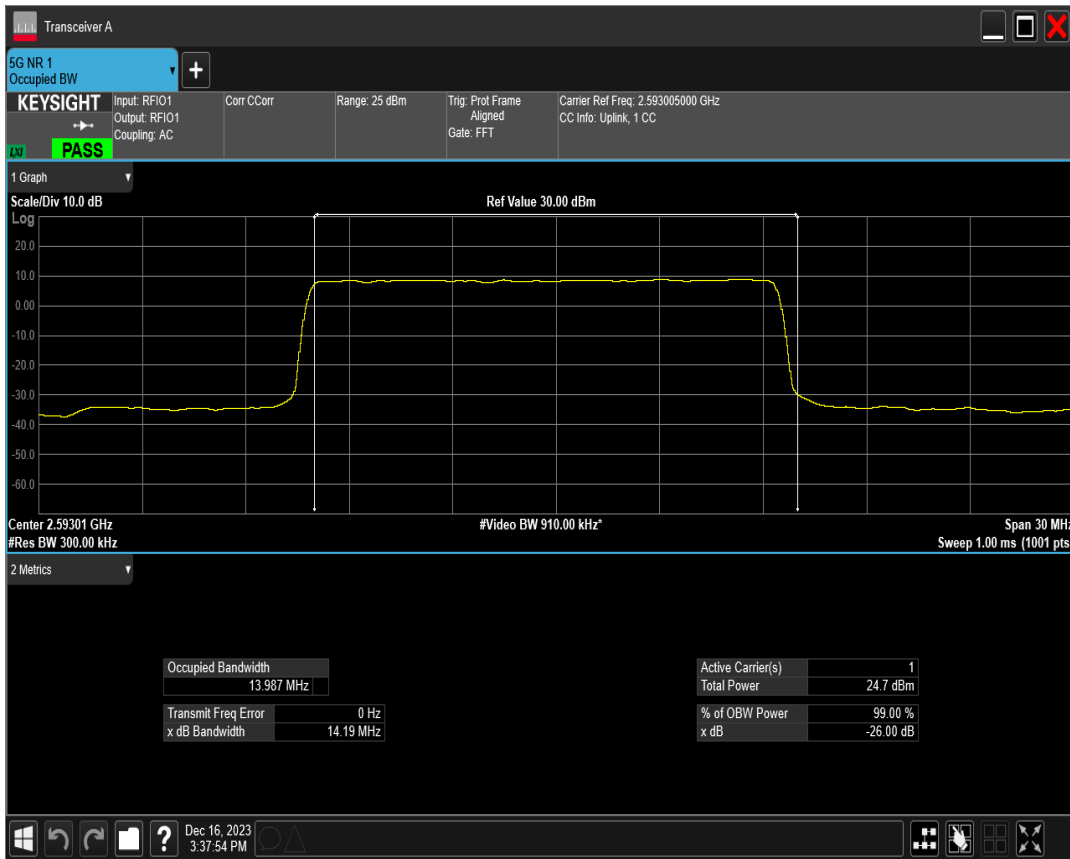 Transceiver A
5G NR 1
Occupied BW
KEYSIGHT
LXI
PASS
Input: RFIO1
Output: RFIO1
Coupling: AC
Corr CCorr
Range: 25 dBm
Trig: Prot Frame
Aligned
Gate: FFT
Carrier Ref Freq: 2.593005000 GHz
CC Info: Uplink, 1 CC
1 Graph
Scale/Div 10.0 dB
Ref Value 30.00 dBm
Log
20.0
10.0
0.00
-10.0
-20.0
-30.0
-40.0
-50.0
-60.0
Center 2.59301 GHz
#Video BW 910.00 kHz*
Span 30 MHz
#Res BW 300.00 kHz
Sweep 1.00 ms (1001 pts
2 Metrics
Occupied Bandwidth
13.987 MHz
Transmit Freq Error 0 Hz
x dB Bandwidth 14.19 MHz
Active Carrier(s) 1
Total Power 24.7 dBm
% of OBW Power 99.00 %
x dB -26.00 dB
Dec 16, 2023
3:37:54 PM